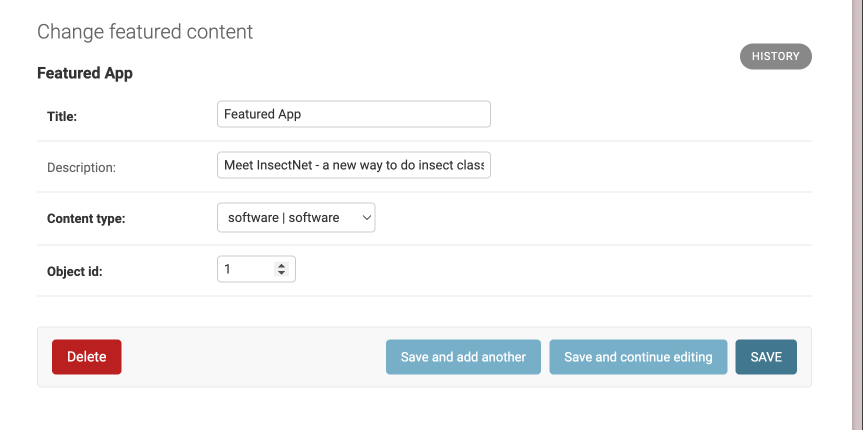 Change featured content
HISTORY
Featured App
Title: Featured App
Description: Meet InsectNet - a new way to do insect class
Content type: software | software
Object id: 1
Delete Save and add another Save and continue editing SAVE